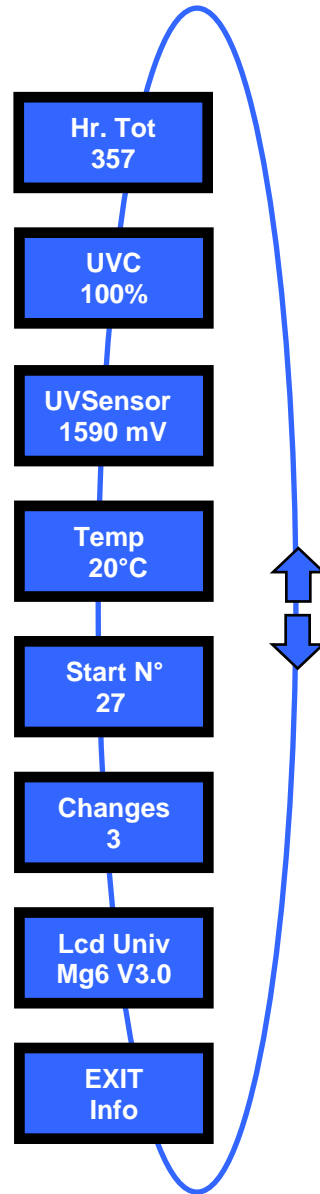 Hr. Tot
357
UVC
100%
UVSensor
1590 mV
Temp
20°C
Start N°
27
Changes
3
Lcd Univ
Mg6 V3.0
EXIT
Info